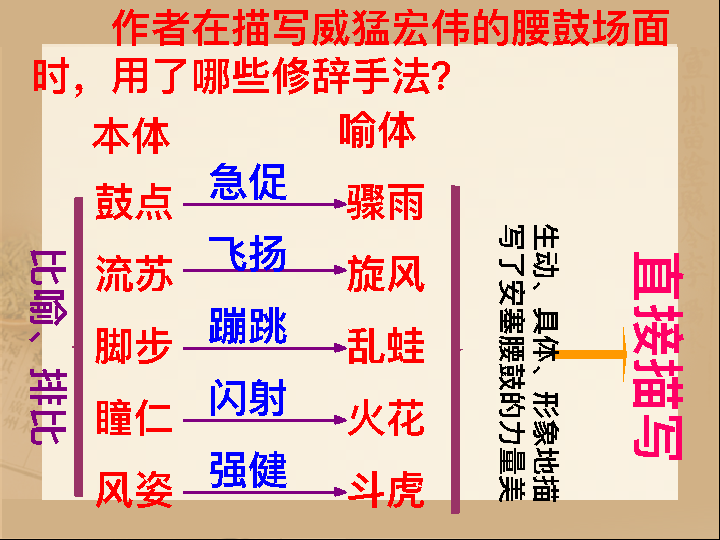 作者在描写威猛宏伟的腰鼓场面
时，用了哪些修辞手法？
本体
喻体
鼓点
急促
骤雨
流苏
飞扬
旋风
脚步
蹦跳
乱蛙
瞳仁
闪射
火花
风姿
强健
斗虎
比喻、排比
生动、具体、形象地描
写了安塞腰鼓的力量美
直接描写